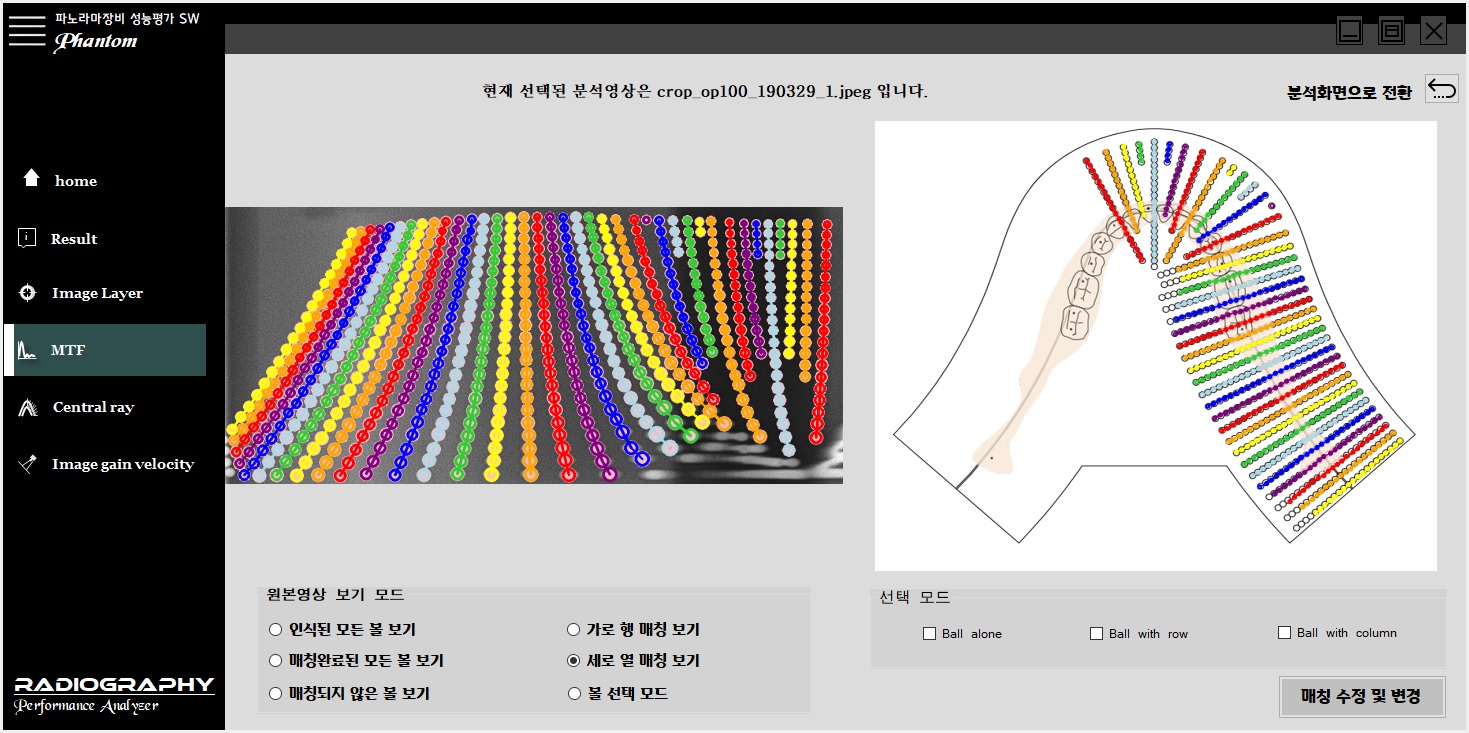 파노라마장비 성능평가 SW
Phantom
현재 선택된 분석영상은 crop_op100_190329_1.jpeg 입니다.
분석화면으로 전환
home
Result
Image Layer
MTF
Central ray
Image gain velocity
RADIOGRAPHY
Performance Analyzer
원본영상 보기 모드
인식된 모든 볼 보기
가로 행 매칭 보기
매칭완료된 모든 볼 보기
세로 열 매칭 보기
매칭되지 않은 볼 보기
볼 선택 모드
선택 모드
Ball alone
Ball with row
Ball with column
매칭 수정 및 변경